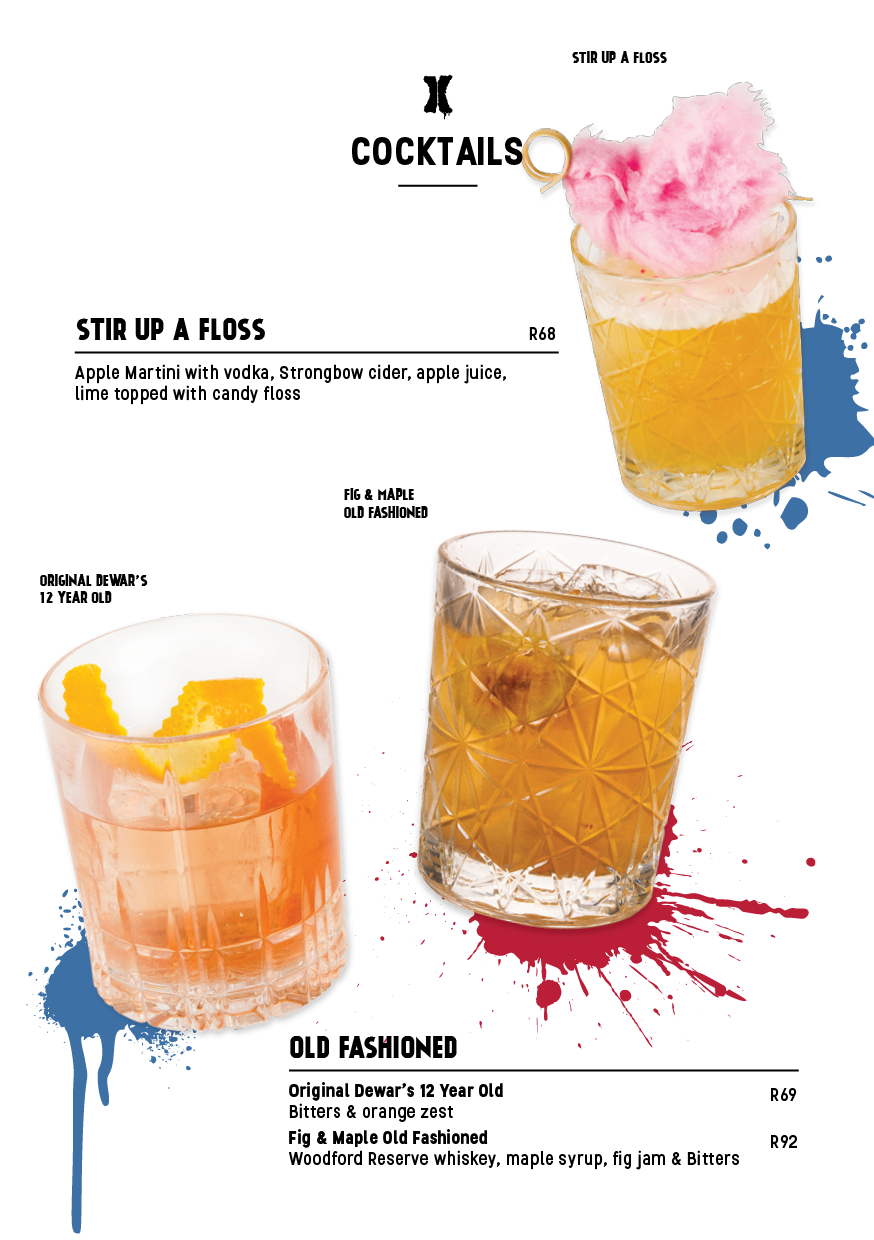 STIR UP A FLOSS
COCKTAILS
STIR UP A FLOSS R68
Apple Martini with vodka, Strongbow cider, apple juice,
lime topped with candy floss
FIG & MAPLE
OLD FASHIONED
ORIGINAL DEWAR'S
12 YEAR OLD
OLD FASHIONED
Original Dewar's 12 Year Old R69
Bitters & orange zest
Fig & Maple Old Fashioned R92
Woodford Reserve whiskey, maple syrup, fig jam & Bitters